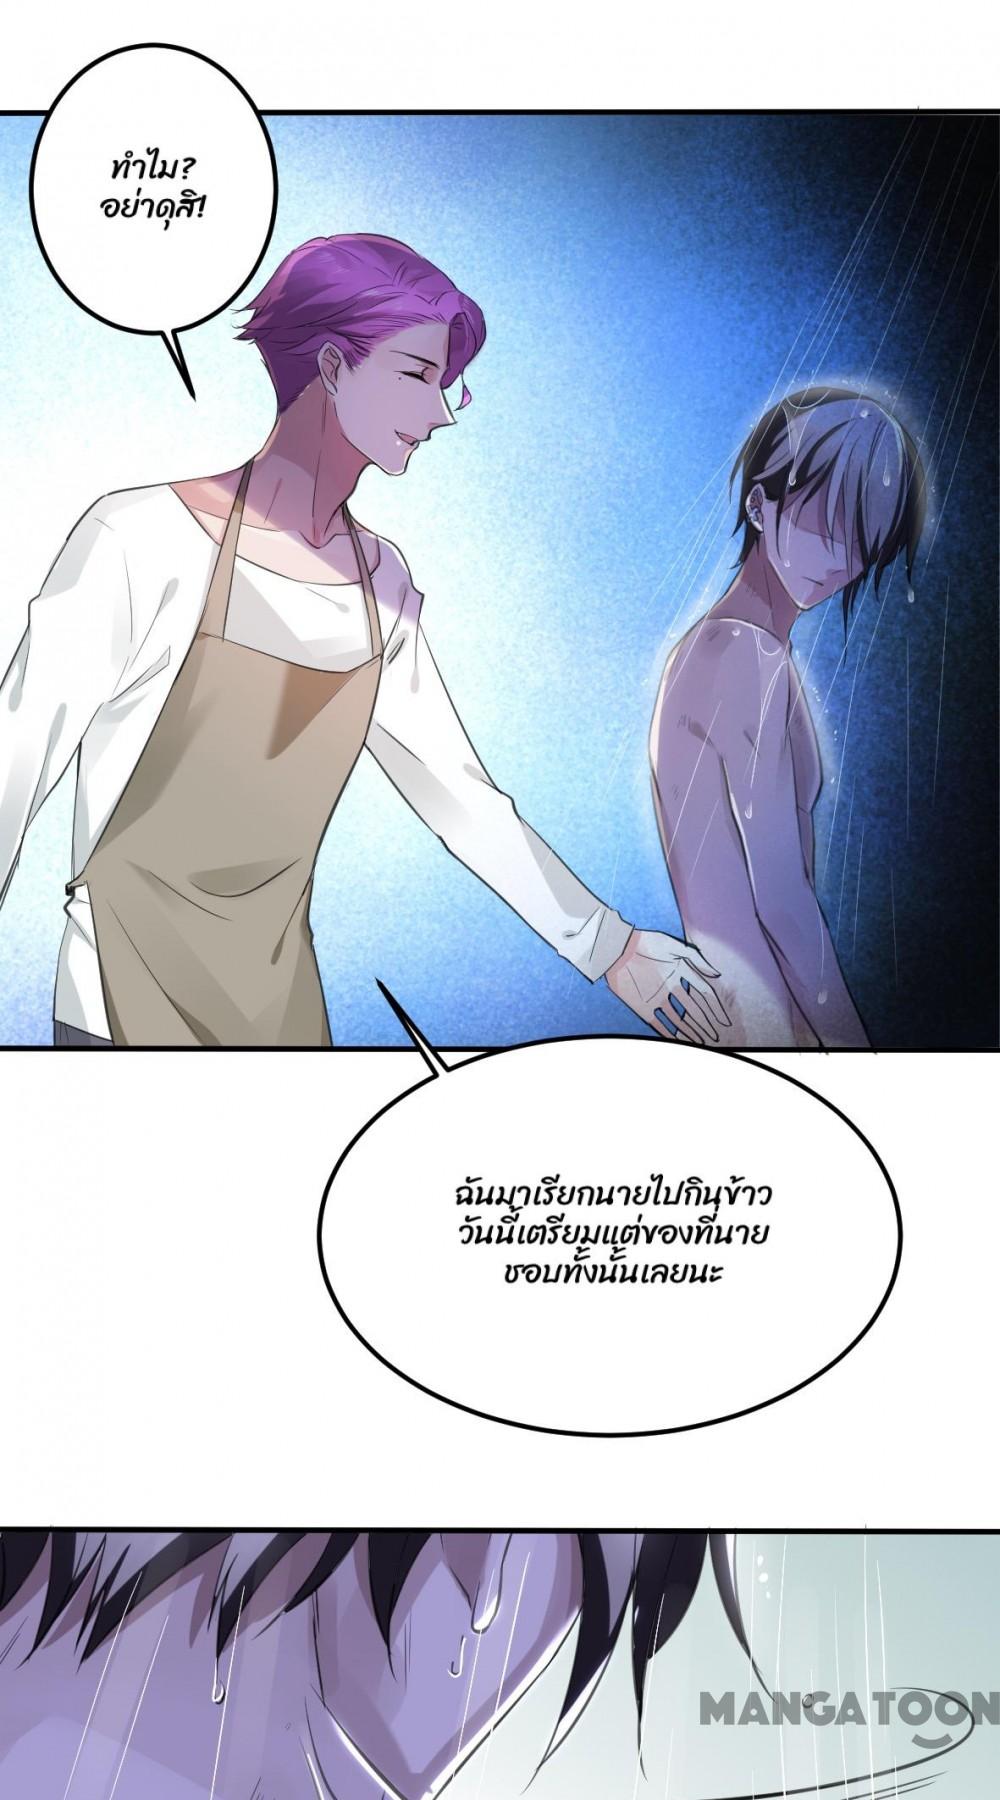 ทำไม?
อย่าดุสิ!
ฉันมาเรียกนายไปกินข้าว
วันนี้เตรียมแต่ของที่นาย
ชอบทั้งนั้นเลยนะ
MANGATOON